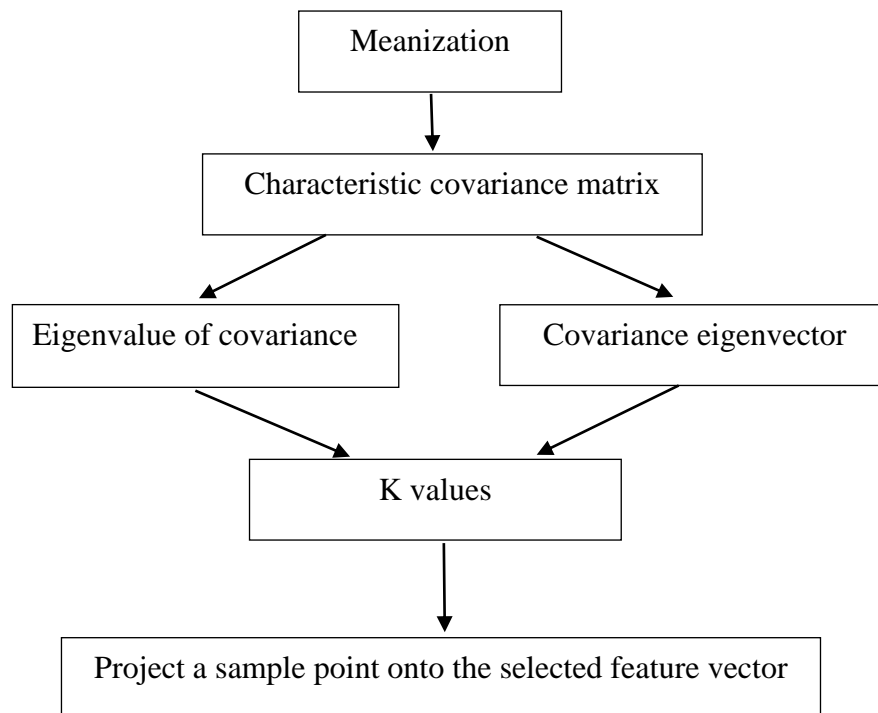 Meanization
Characteristic covariance matrix
Eigenvalue of covariance
Covariance eigenvector
K values
Project a sample point onto the selected feature vector